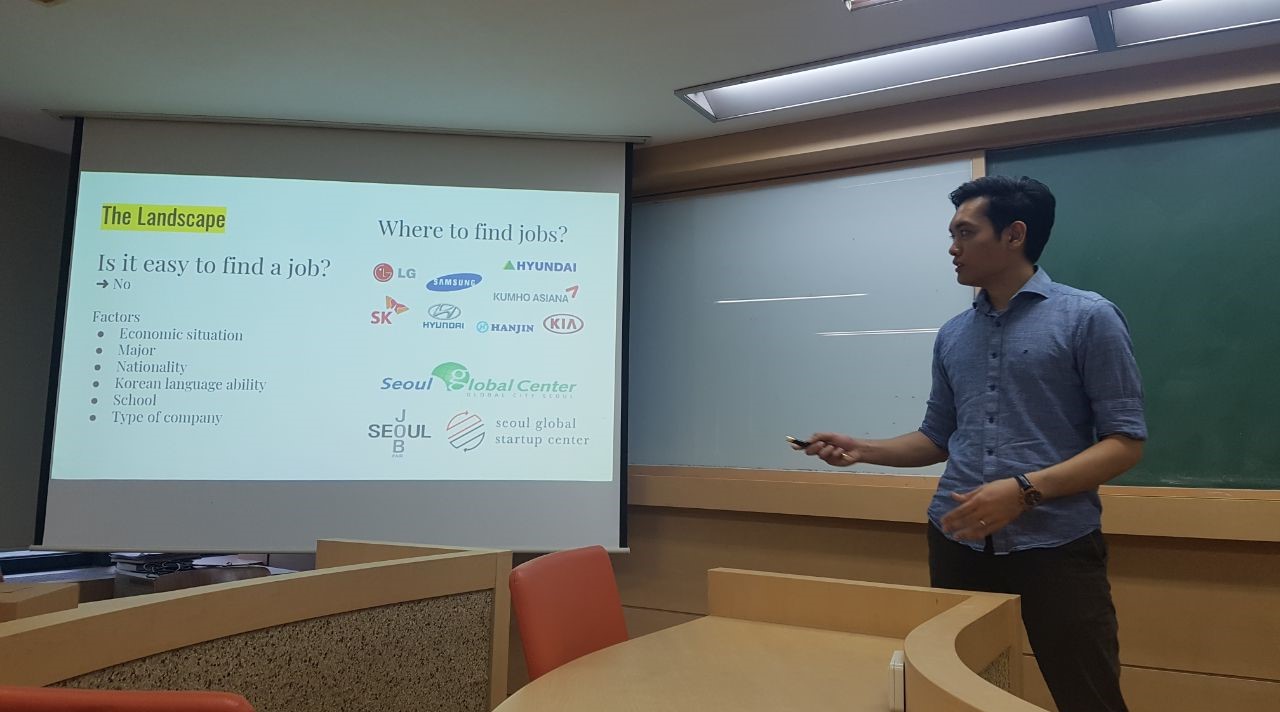 The Landscape
Is it easy to find a job?
➔ No
Factors
● Economic situation
● Major
● Nationality
● Korean language ability
● School
● Type of company
Where to find jobs?
LG
SAMSUNG
HYUNDAI
SK
HYUNDAI
KUMHO ASIANA
HANJIN
KIA
Seoul global Center
GLOBAL CITY SEOUL
SEOUL
JOB
FAIR
seoul global
startup center